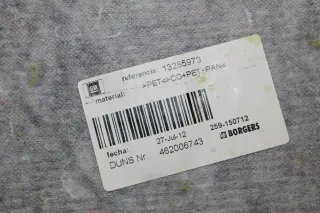 referencia: 13285973
material: >PET<>CO+PET+PAN<
27-Jul-12 259-150712
fecha: BORGERS
DUNS Nr. 462006743